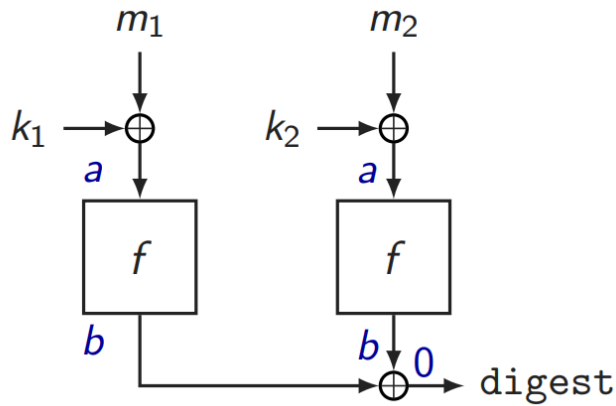 m₁ m₂
k₁ k₂
a a
f f
b b 0
digest